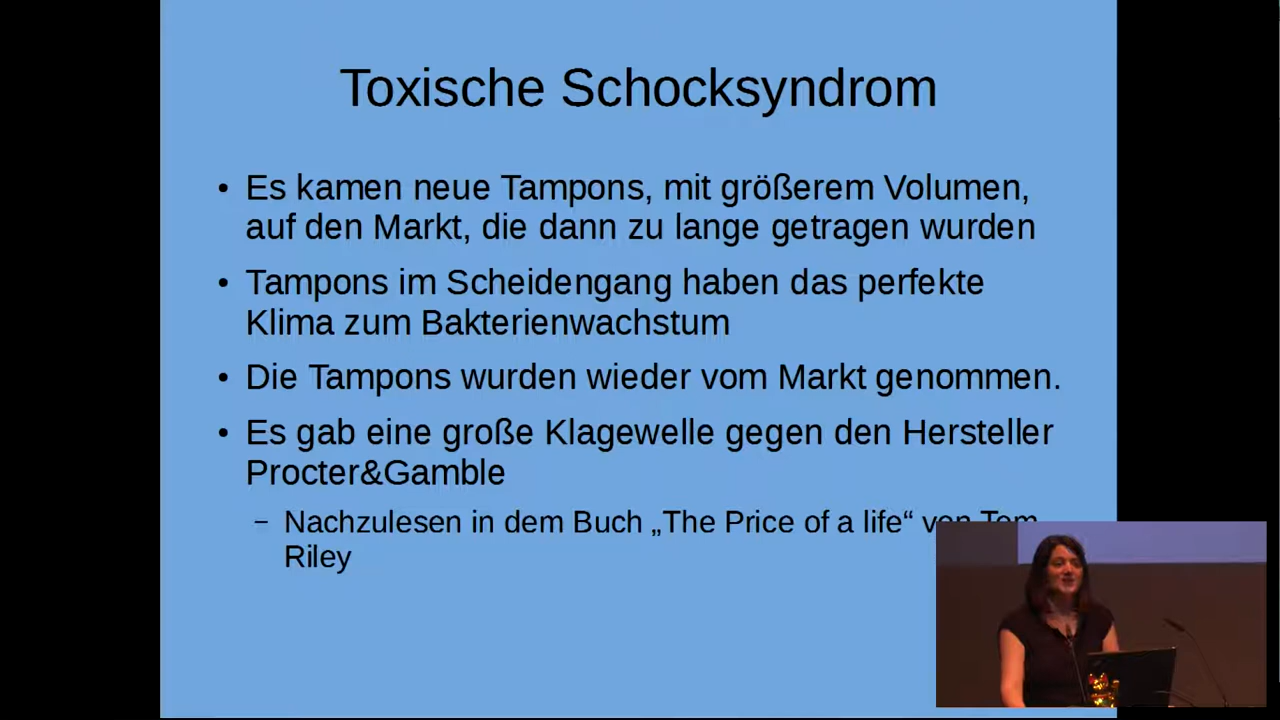 Toxische Schocksyndrom
• Es kamen neue Tampons, mit größerem Volumen,
auf den Markt, die dann zu lange getragen wurden
• Tampons im Scheidengang haben das perfekte
Klima zum Bakterienwachstum
• Die Tampons wurden wieder vom Markt genommen.
• Es gab eine große Klagewelle gegen den Hersteller
Procter&Gamble
– Nachzulesen in dem Buch „The Price of a life“ von Tom
Riley